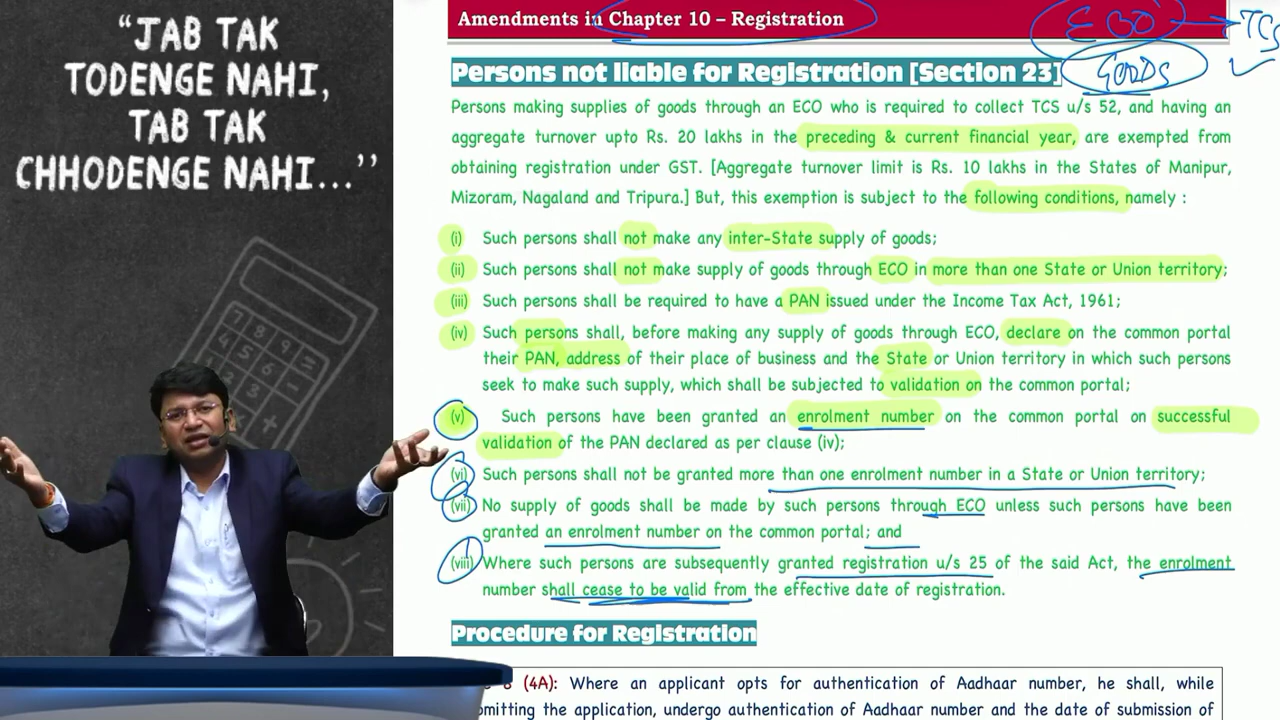 “JAB TAK
TODENGE NAHI,
TAB TAK
CHHODENGE NAHI...’’
Amendments in Chapter 10 – Registration
ECO → TCS
GOODS
Persons not liable for Registration [Section 23]
Persons making supplies of goods through an ECO who is required to collect TCS u/s 52, and having an
aggregate turnover upto Rs. 20 lakhs in the preceding & current financial year, are exempted from
obtaining registration under GST. [Aggregate turnover limit is Rs. 10 lakhs in the States of Manipur,
Mizoram, Nagaland and Tripura.] But, this exemption is subject to the following conditions, namely :
(i) Such persons shall not make any inter-State supply of goods;
(ii) Such persons shall not make supply of goods through ECO in more than one State or Union territory;
(iii) Such persons shall be required to have a PAN issued under the Income Tax Act, 1961;
(iv) Such persons shall, before making any supply of goods through ECO, declare on the common portal
their PAN, address of their place of business and the State or Union territory in which such persons
seek to make such supply, which shall be subjected to validation on the common portal;
(v) Such persons have been granted an enrolment number on the common portal on successful
validation of the PAN declared as per clause (iv);
(vi) Such persons shall not be granted more than one enrolment number in a State or Union territory;
(vii) No supply of goods shall be made by such persons through ECO unless such persons have been
granted an enrolment number on the common portal; and
(viii) Where such persons are subsequently granted registration u/s 25 of the said Act, the enrolment
number shall cease to be valid from the effective date of registration.
Procedure for Registration
8 (4A): Where an applicant opts for authentication of Aadhaar number, he shall, while
omitting the application, undergo authentication of Aadhaar number and the date of submission of